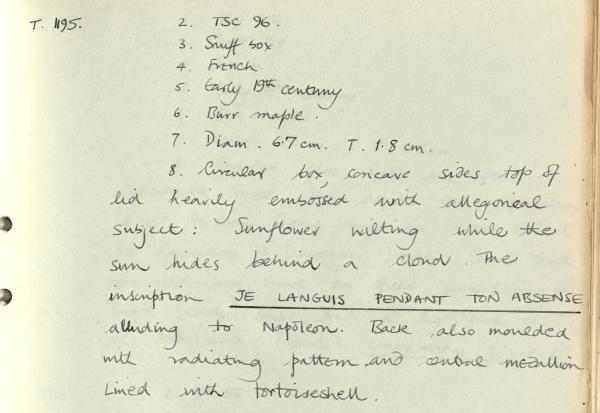 T. 1195. 2. TSC 96.
3. Snuff box
4. French
5. Early 19th century
6. Burr maple.
7. Diam. 6.7 cm. T. 1.8 cm.
8. Circular box, concave sides, top of
lid heavily embossed with allegorical
subject: Sunflower wilting while the
sun hides behind a cloud. The
inscription JE LANGUIS PENDANT TON ABSENSE
alluding to Napoleon. Back also moulded
with radiating pattern and central medallion
Lined with tortoiseshell.